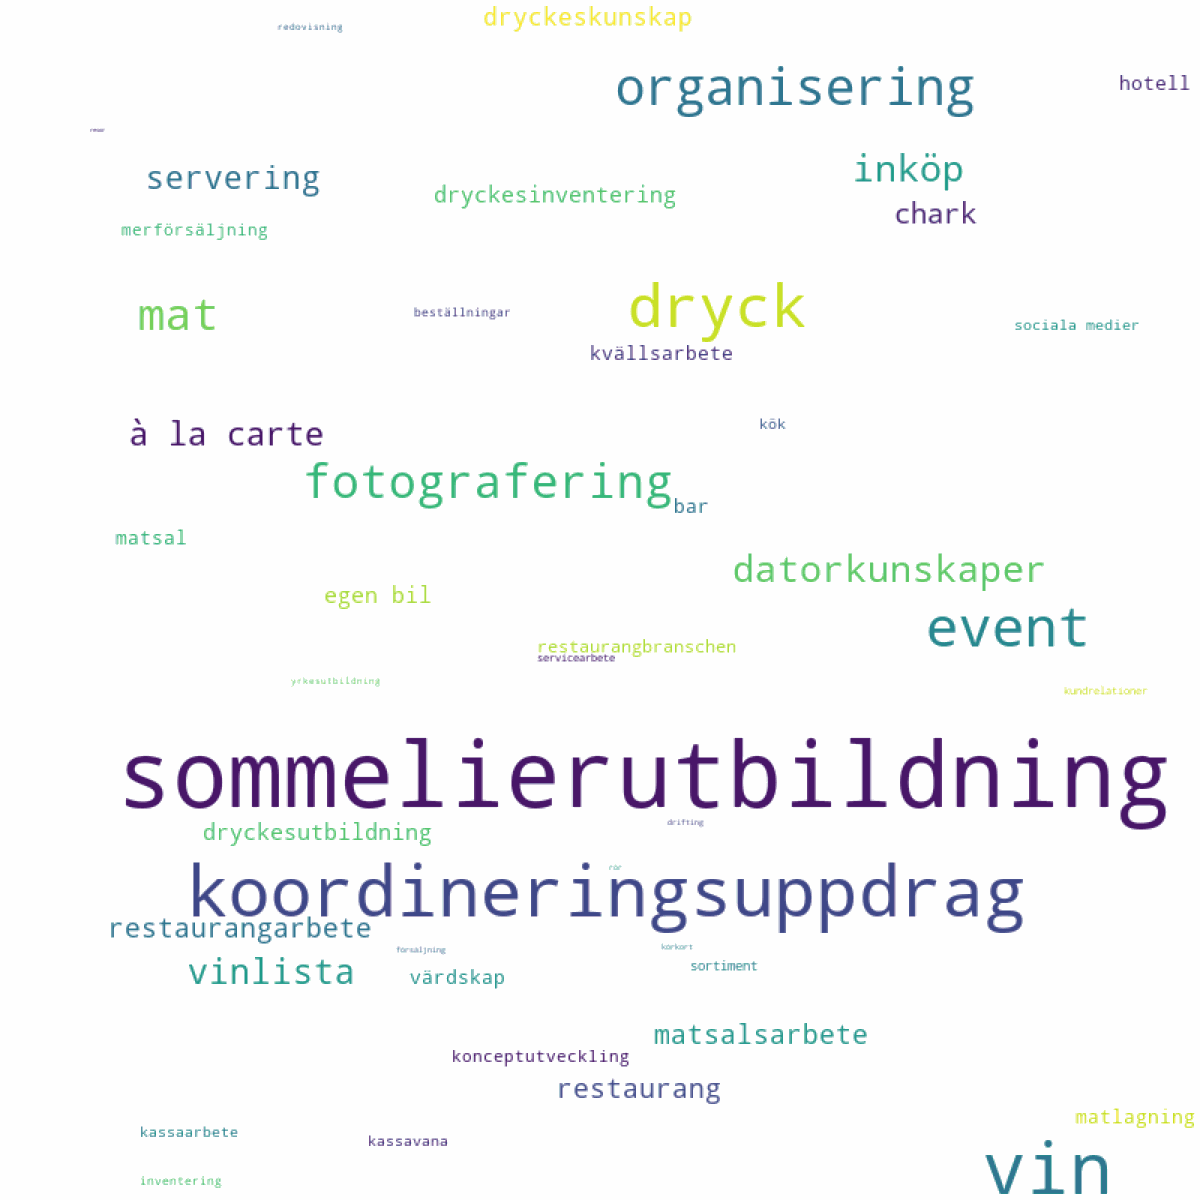 dryckeskunskap
redovisning
organisering
hotell
inköp
servering
dryckesinventering
chark
merförsäljning
dryck
mat
beställningar
sociala medier
kvällsarbete
kök
à la carte
fotografering
bar
matsal
datorkunskaper
egen bil
event
restaurangbranschen
servicearbete
yrkesutbildning
kundrelationer
sommelierutbildning
drifting
dryckesutbildning
koordineringsuppdrag
restaurangarbete
körkort
försäljning
sortiment
vinlista
värdskap
matsalsarbete
konceptutveckling
restaurang
matlagning
kassaarbete
kassavana
vin
inventering